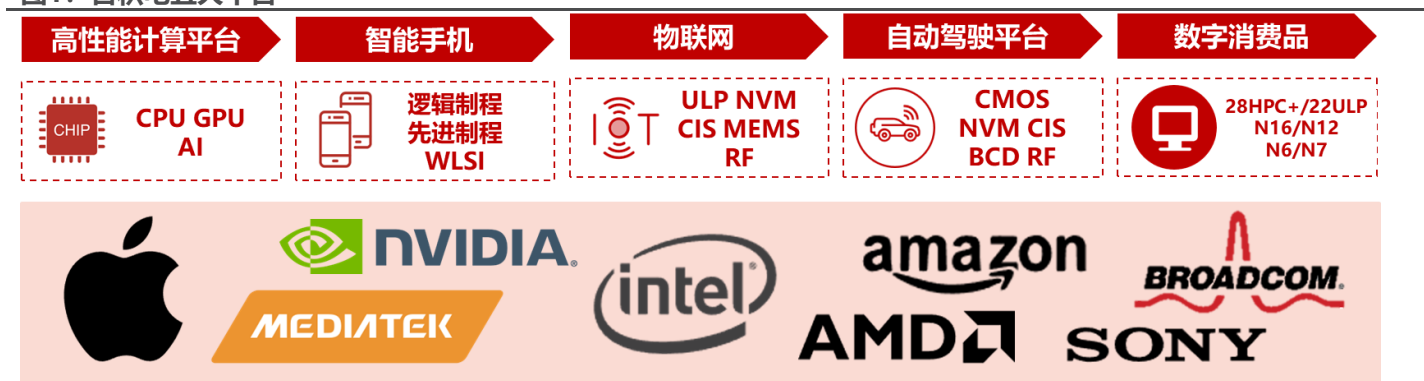 高性能计算平台
智能手机
物联网
自动驾驶平台
数字消费品
CHIP
CPU GPU
AI
逻辑制程
先进制程
WLSI
I T
ULP NVM
CIS MEMS
RF
CMOS
NVM CIS
BCD RF
28HPC+/22ULP
N16/N12
N6/N7
NVIDIA.
MEDIATEK
intel
amazon
AMD
BROADCOM.
SONY